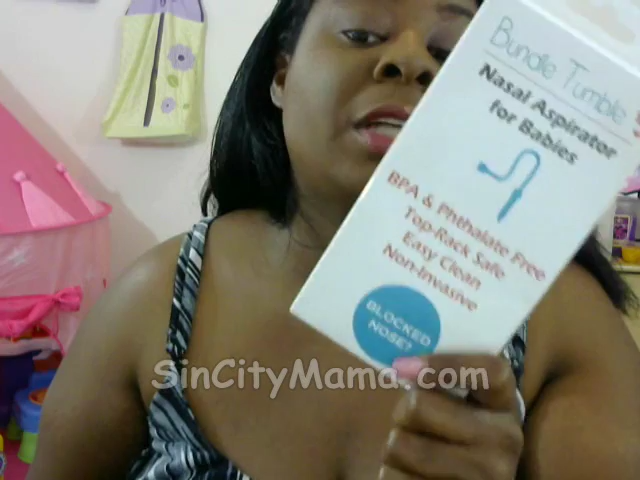 Bundle Tumble
Nasal Aspirator
for Babies
BPA & Phthalate Free
Top-Rack Safe
Easy Clean
Non-Invasive
BLOCKED
NOSE?
SinCityMama.com